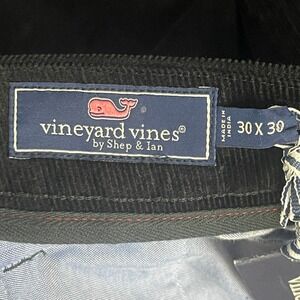 vineyard vines®
by Shep & Ian
MADE IN
INDIA
30 X 30